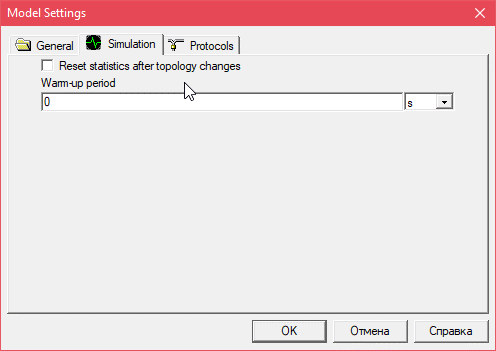 Model Settings
General Simulation Protocols
Reset statistics after topology changes
Warm-up period
0 s
OK Отмена Справка